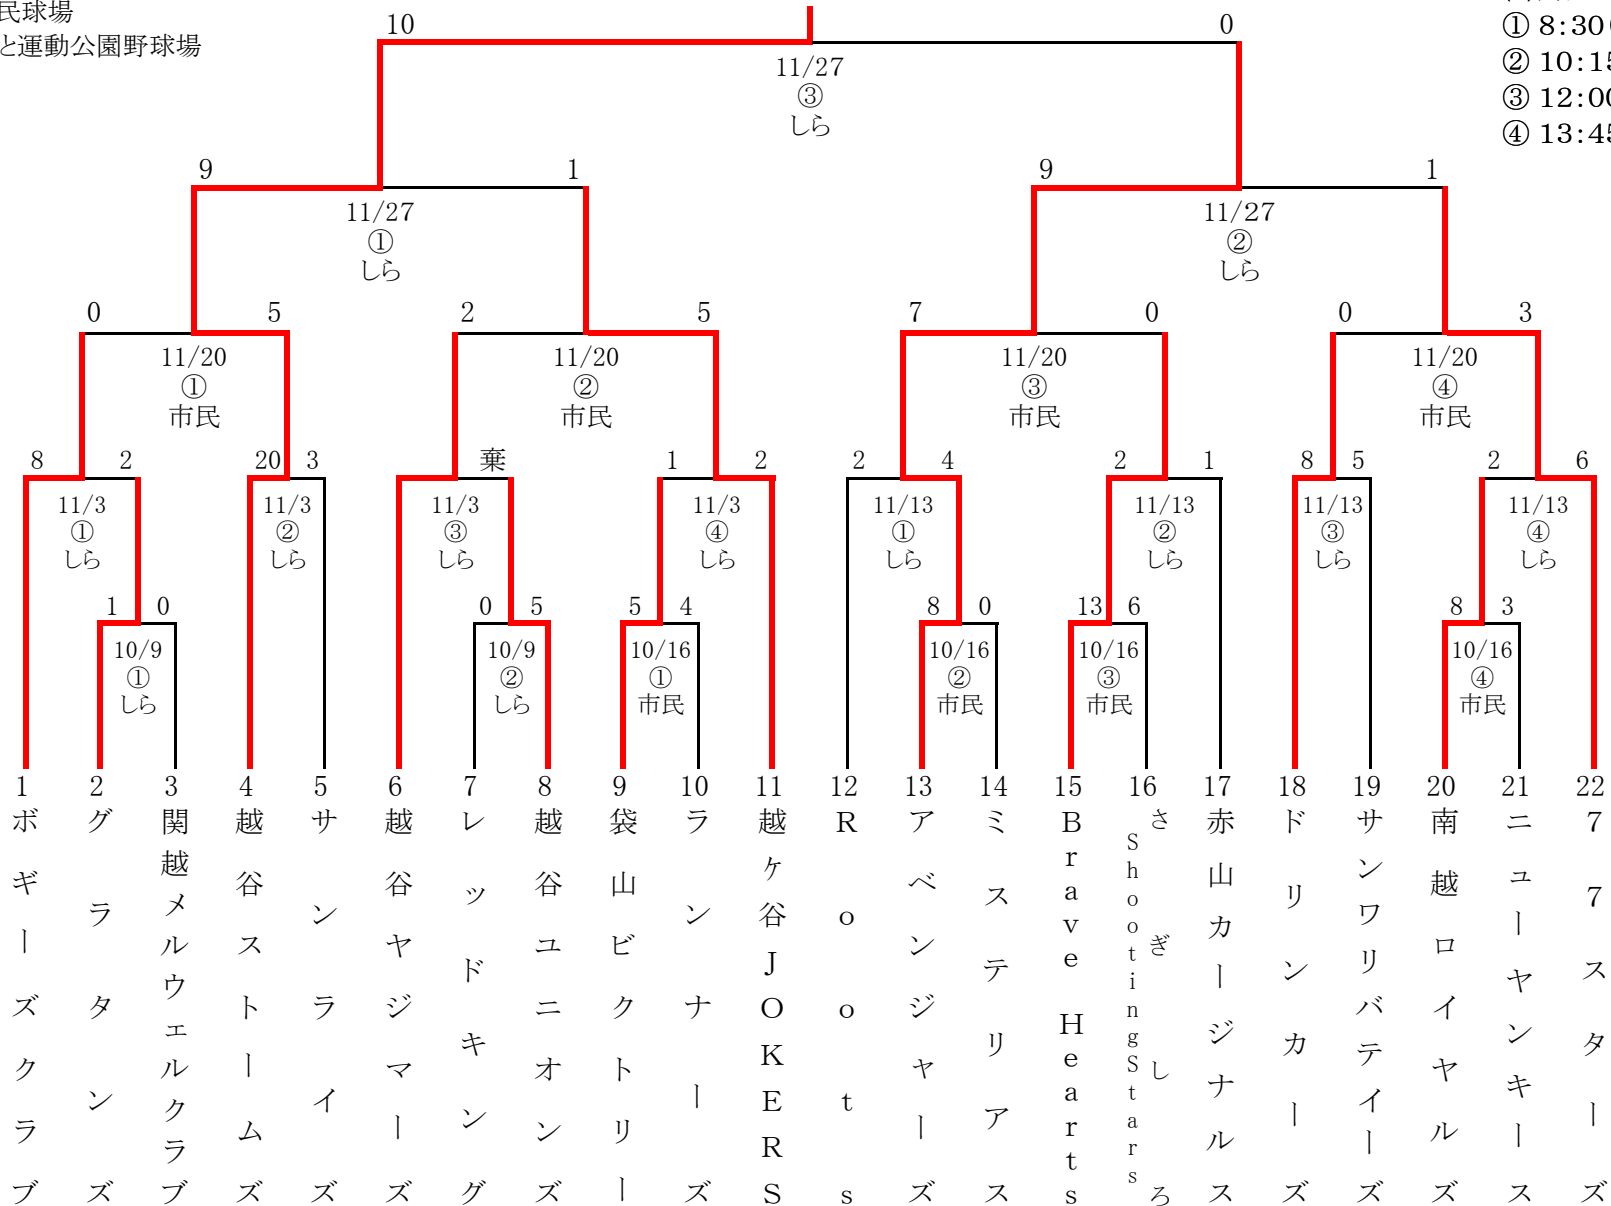 民球場
と運動公園野球場
① 8:30
② 10:15
③ 12:00
④ 13:45
10 0
11/27
③
しら
9 1 9 1
11/27 11/27
① ②
しら しら
0 5 2 5 7 0 0 3
11/20 11/20 11/20 11/20
① ② ③ ④
市民 市民 市民 市民
8 2 20 3 棄 1 2 2 4 2 1 8 5 2 6
11/3 11/3 11/3 11/3 11/13 11/13 11/13 11/13
① ② ③ ④ ① ② ③ ④
しら しら しら しら しら しら しら しら
1 0 0 5 5 4 8 0 13 6 8 3
10/9 10/9 10/16 10/16 10/16 10/16
① ② ① ② ③ ④
しら しら 市民 市民 市民 市民
1 2 3 4 5 6 7 8 9 10 11 12 13 14 15 16 17 18 19 20 21 22
ボギーズクラブ
グラタンズ
関越メルウェルクラブ
越谷ストームズ
サンライズ
越谷ヤジマーズ
レッドキング
越谷ユニオンズ
袋山ビクトリー
ランナーズ
越ヶ谷JOKERS
Roots
アベンジャーズ
ミステリアス
Brave Hearts
さぎしろ
ShootingStars
赤山カージナルス
ドリンカーズ
サンワリバテイーズ
南越ロイヤルズ
ニューヤンキース
77スターズ